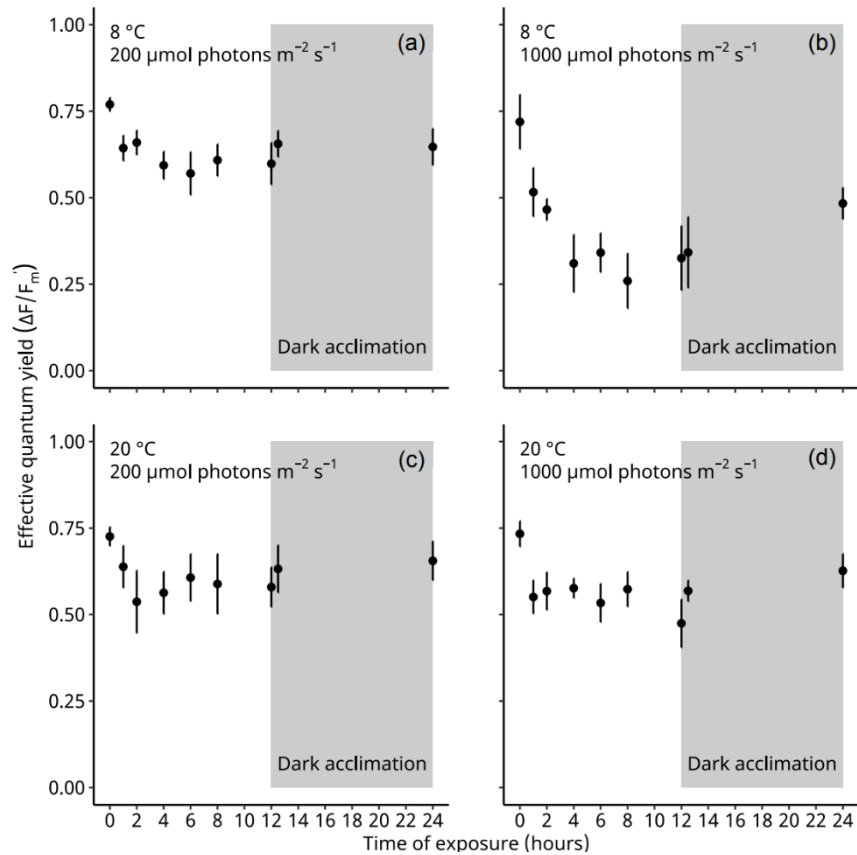 8 °C
200 µmol photons m⁻² s⁻¹
(a)
8 °C
1000 µmol photons m⁻² s⁻¹
(b)
1.00
0.75
0.50
0.25
0.00
Dark acclimation
Dark acclimation
Effective quantum yield (ΔF/Fm')
20 °C
200 µmol photons m⁻² s⁻¹
(c)
20 °C
1000 µmol photons m⁻² s⁻¹
(d)
1.00
0.75
0.50
0.25
0.00
Dark acclimation
Dark acclimation
0 2 4 6 8 10 12 14 16 18 20 22 24
0 2 4 6 8 10 12 14 16 18 20 22 24
Time of exposure (hours)